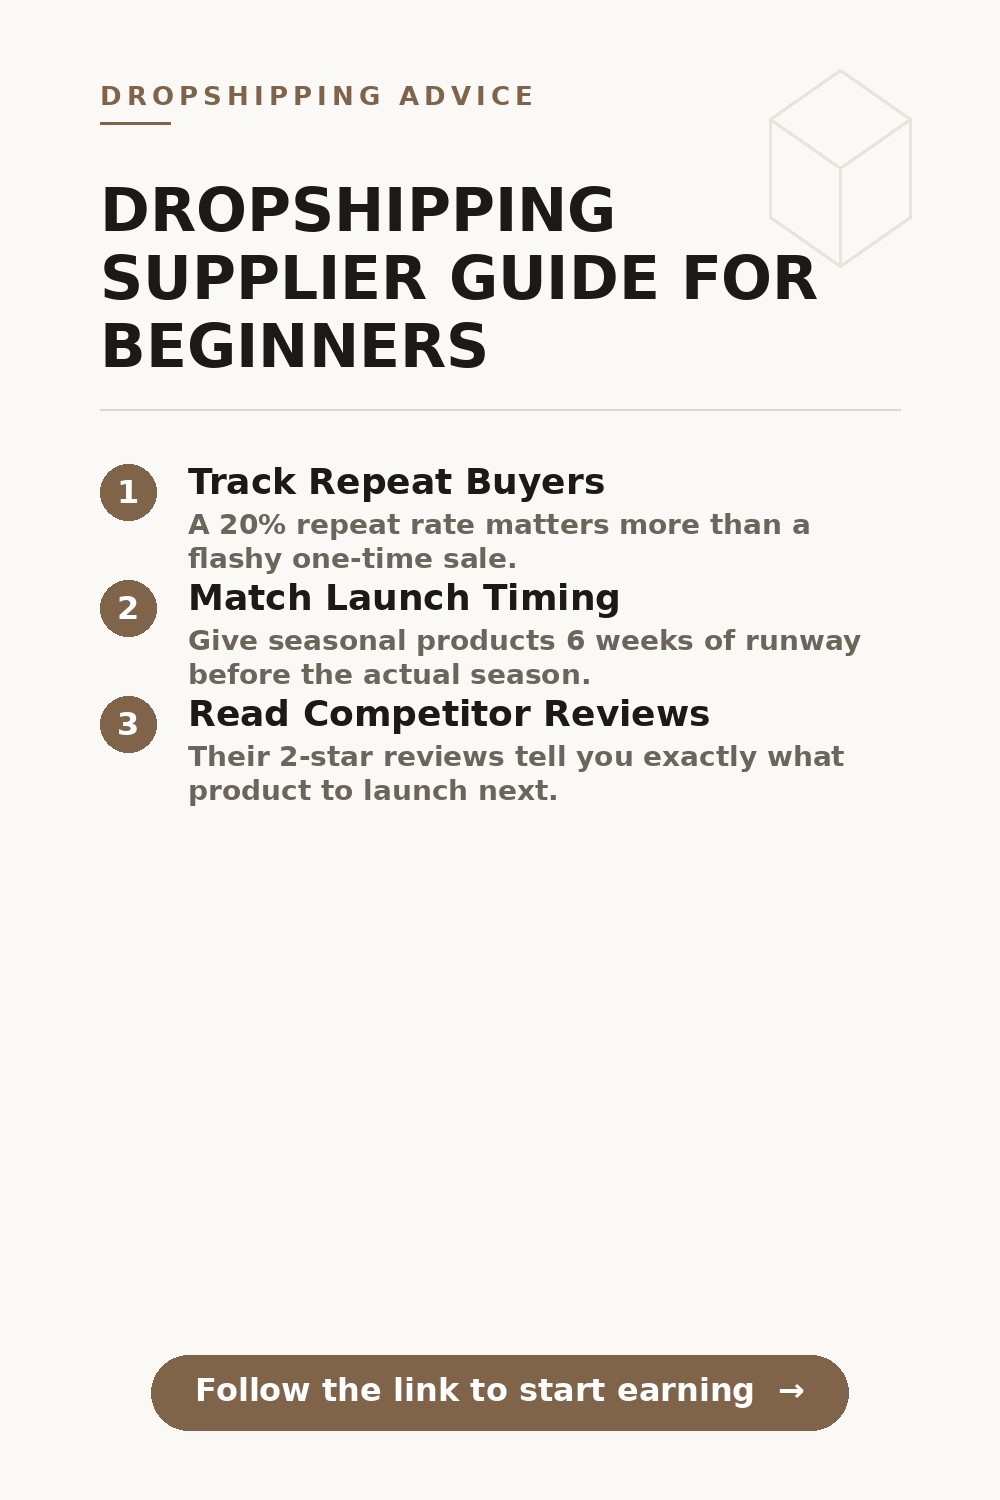 DROPSHIPPING ADVICE
DROPSHIPPING
SUPPLIER GUIDE FOR
BEGINNERS
1 Track Repeat Buyers
A 20% repeat rate matters more than a
flashy one-time sale.
2 Match Launch Timing
Give seasonal products 6 weeks of runway
before the actual season.
3 Read Competitor Reviews
Their 2-star reviews tell you exactly what
product to launch next.
Follow the link to start earning →